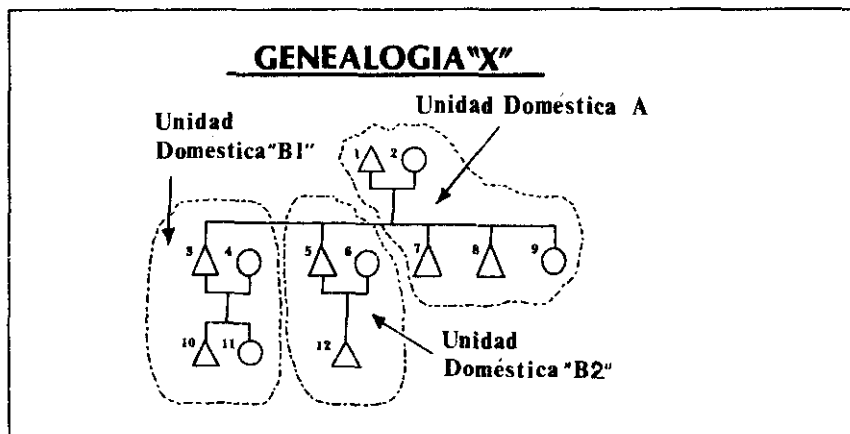 GENEALOGIA"X"
Unidad Doméstica A
Unidad
Domestica"B1"
1 2
3 4 5 6 7 8 9
10 11 12
Unidad
Doméstica"B2"